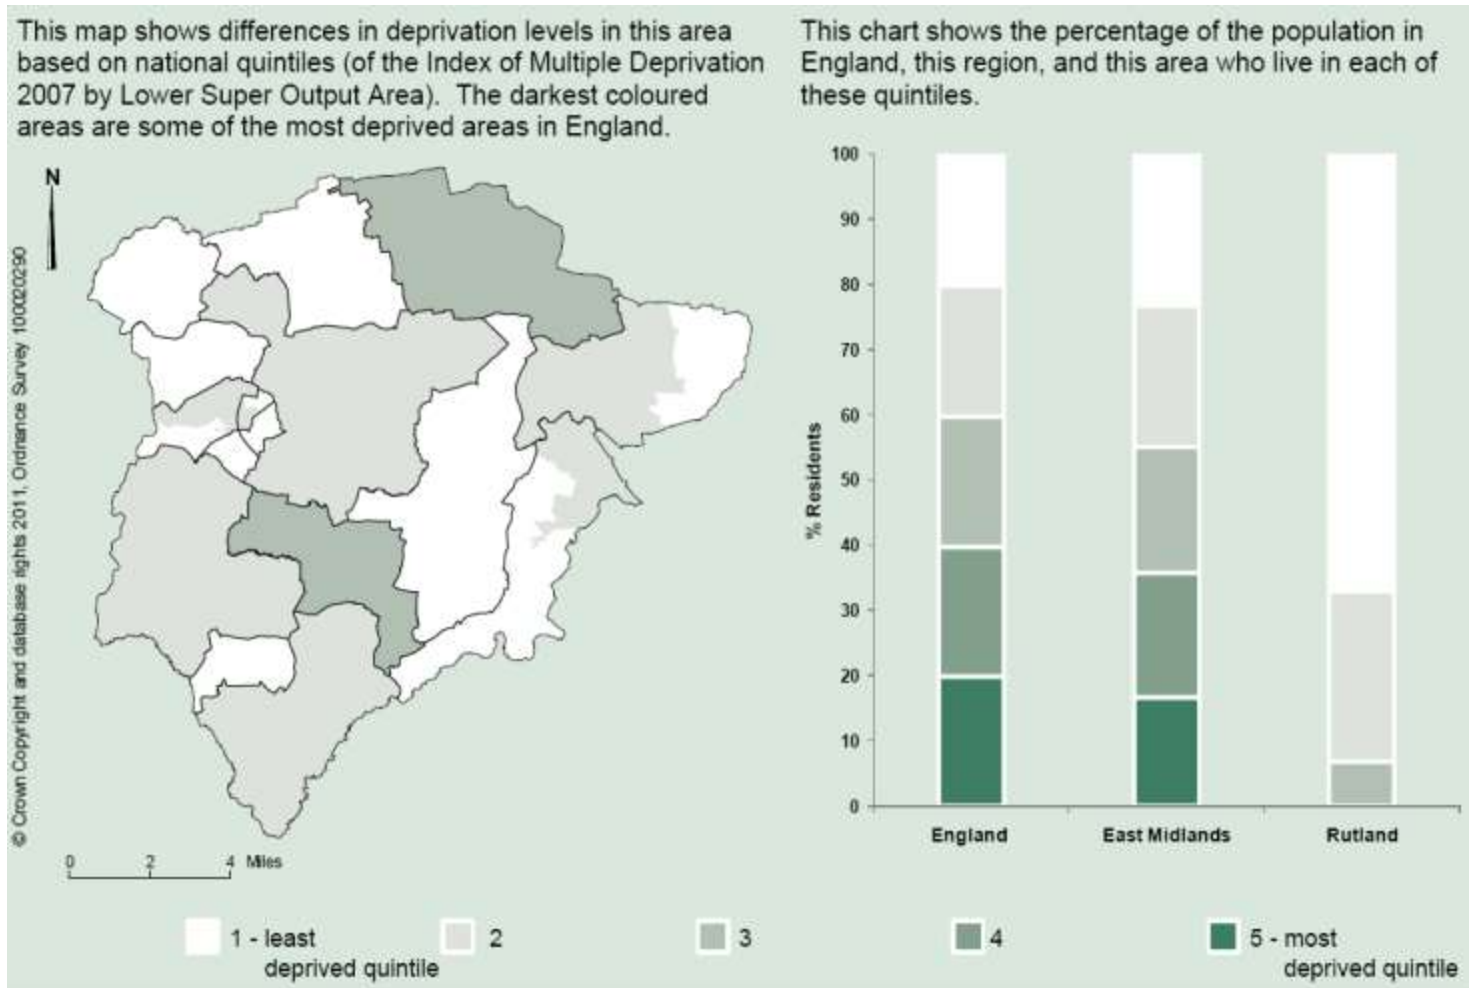 This map shows differences in deprivation levels in this area
based on national quintiles (of the Index of Multiple Deprivation
2007 by Lower Super Output Area).  The darkest coloured
areas are some of the most deprived areas in England.
N
© Crown Copyright and database rights 2011, Ordnance Survey 100020290
0 2 4 Miles
This chart shows the percentage of the population in
England, this region, and this area who live in each of
these quintiles.
% Residents
100
90
80
70
60
50
40
30
20
10
0
England East Midlands Rutland
1 - least
deprived quintile
2
3
4
5 - most
deprived quintile